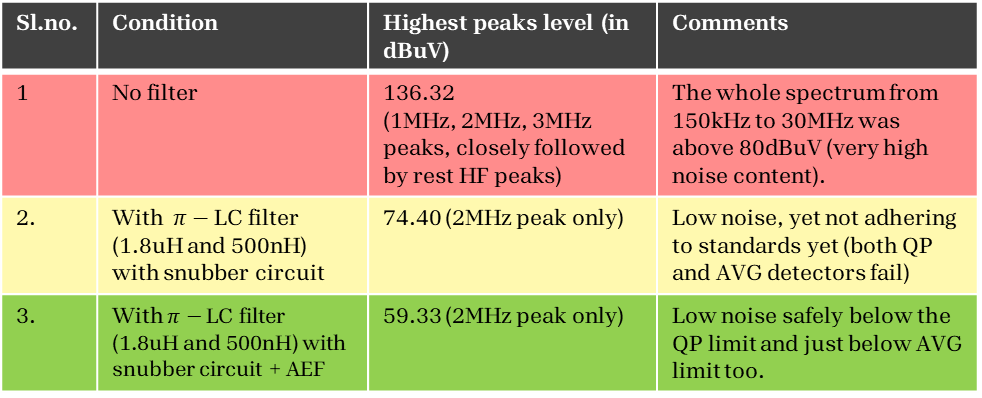 Sl.no. Condition Highest peaks level (in Comments
dBuV)
1 No filter 136.32 The whole spectrum from
(1MHz, 2MHz, 3MHz 150kHz to 30MHz was
peaks, closely followed above 80dBuV (very high
by rest HF peaks) noise content).
2. With π − LC filter 74.40 (2MHz peak only) Low noise, yet not adhering
(1.8uH and 500nH) to standards yet (both QP
with snubber circuit and AVG detectors fail)
3. With π − LC filter 59.33 (2MHz peak only) Low noise safely below the
(1.8uH and 500nH) with QP limit and just below AVG
snubber circuit + AEF limit too.